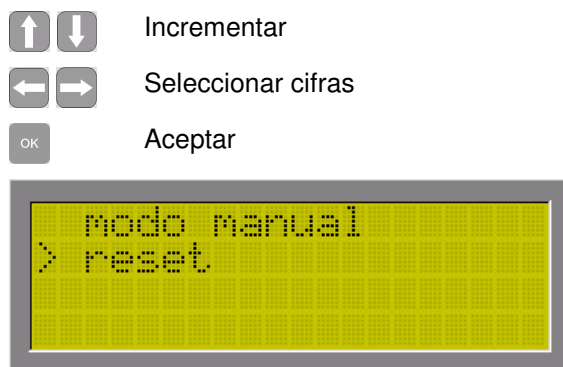 Incrementar
Seleccionar cifras
OK Aceptar
modo manual
> reset